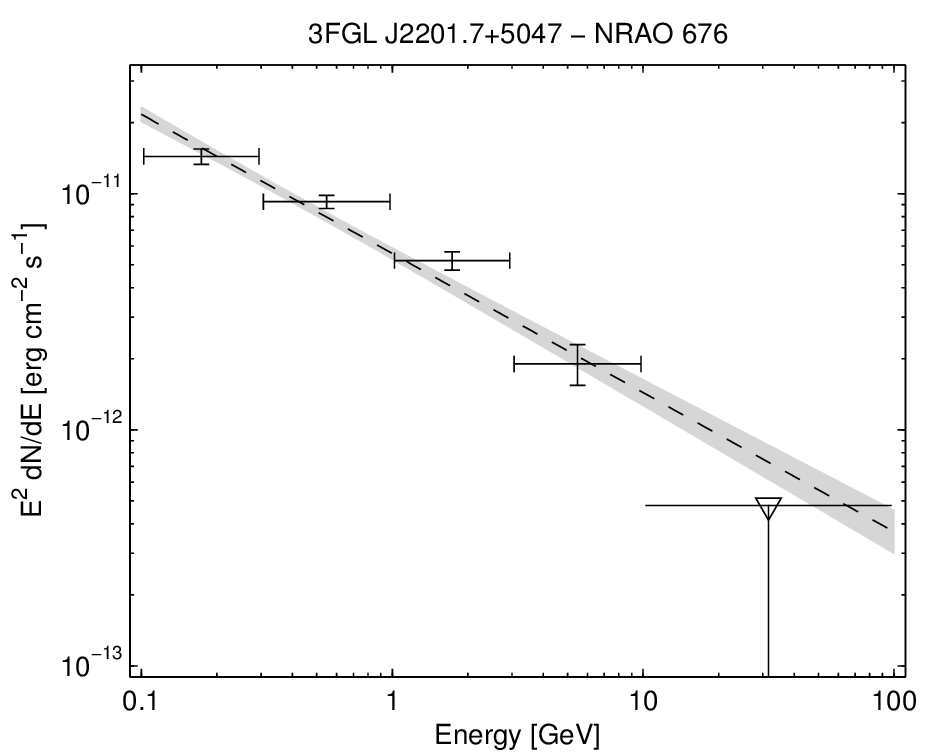 3FGL J2201.7+5047 − NRAO 676
E² dN/dE [erg cm⁻² s⁻¹]
10⁻¹¹
10⁻¹²
10⁻¹³
0.1 1 10 100
Energy [GeV]